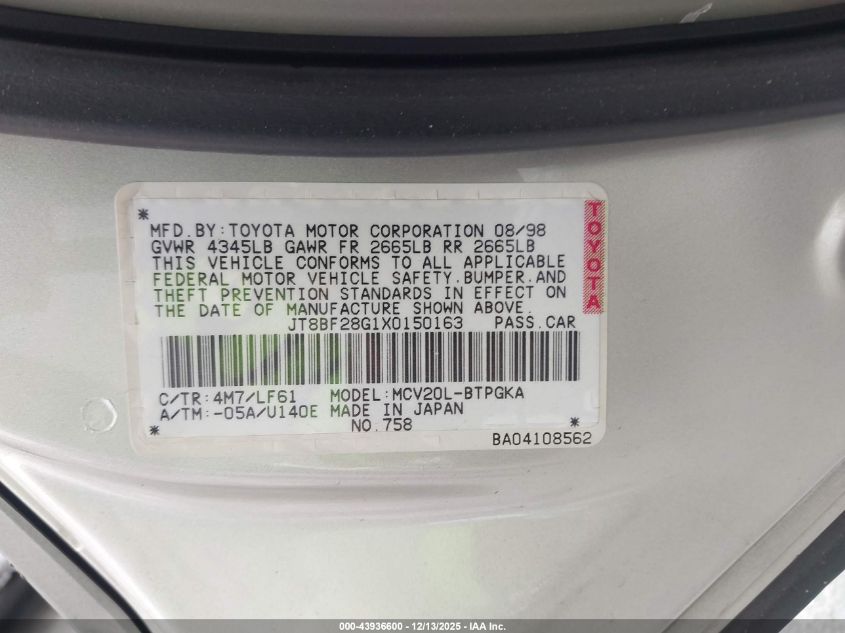 * MFD.BY:TOYOTA MOTOR CORPORATION 08/98
GVWR 4345LB GAWR FR 2665LB RR 2665LB
THIS VEHICLE CONFORMS TO ALL APPLICABLE
FEDERAL MOTOR VEHICLE SAFETY,BUMPER,AND
THEFT PREVENTION STANDARDS IN EFFECT ON
THE DATE OF MANUFACTURE SHOWN ABOVE.
JT8BF28G1X0150163 PASS.CAR
C/TR:4M7/LF61 MODEL:MCV20L-BTPGKA
A/TM:-05A/U140E MADE IN JAPAN
* NO.758 *
BA04108562
TOYOTA
000-43936600 - 12/13/2025 - IAA Inc.